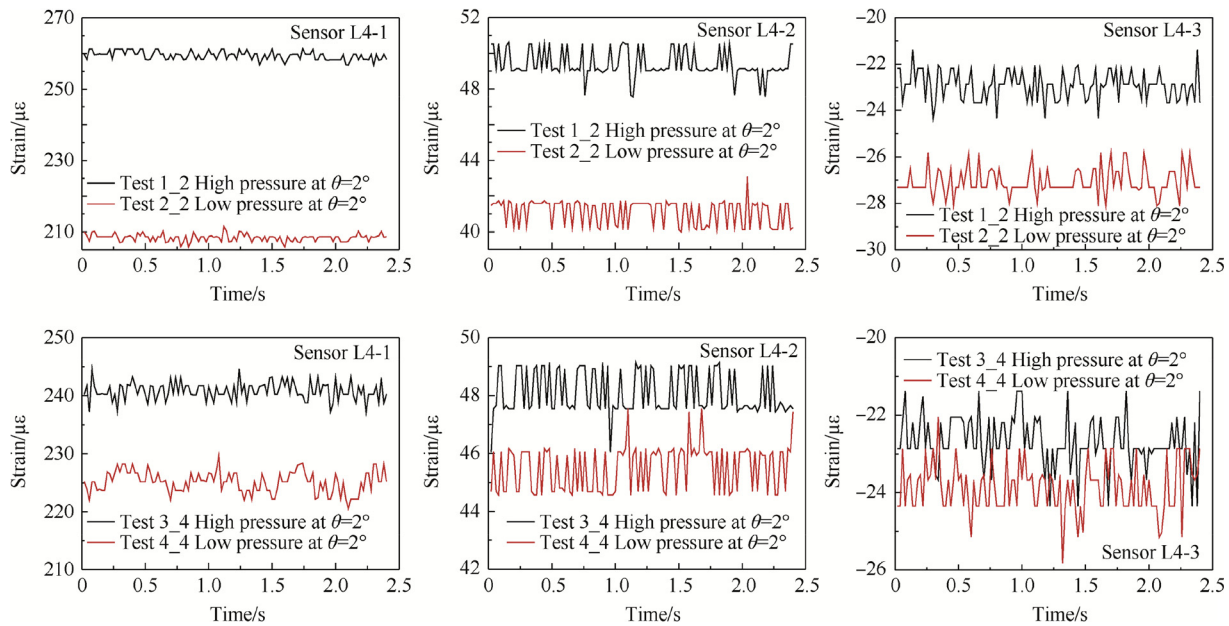 Sensor L4-1
270
250
230
210
Strain/με
Test 1_2 High pressure at θ=2°
Test 2_2 Low pressure at θ=2°
0 0.5 1.0 1.5 2.0 2.5
Time/s
Sensor L4-2
52
48
44
40
Strain/με
Test 1_2 High pressure at θ=2°
Test 2_2 Low pressure at θ=2°
0 0.5 1.0 1.5 2.0 2.5
Time/s
Sensor L4-3
−20
−22
−24
−26
−28
−30
Strain/με
Test 1_2 High pressure at θ=2°
Test 2_2 Low pressure at θ=2°
0 0.5 1.0 1.5 2.0 2.5
Time/s
Sensor L4-1
250
240
230
220
210
Strain/με
Test 3_4 High pressure at θ=2°
Test 4_4 Low pressure at θ=2°
0 0.5 1.0 1.5 2.0 2.5
Time/s
Sensor L4-2
50
48
46
44
42
Strain/με
Test 3_4 High pressure at θ=2°
Test 4_4 Low pressure at θ=2°
0 0.5 1.0 1.5 2.0 2.5
Time/s
−20
−22
−24
−26
Strain/με
Test 3_4 High pressure at θ=2°
Test 4_4 Low pressure at θ=2°
Sensor L4-3
0 0.5 1.0 1.5 2.0 2.5
Time/s